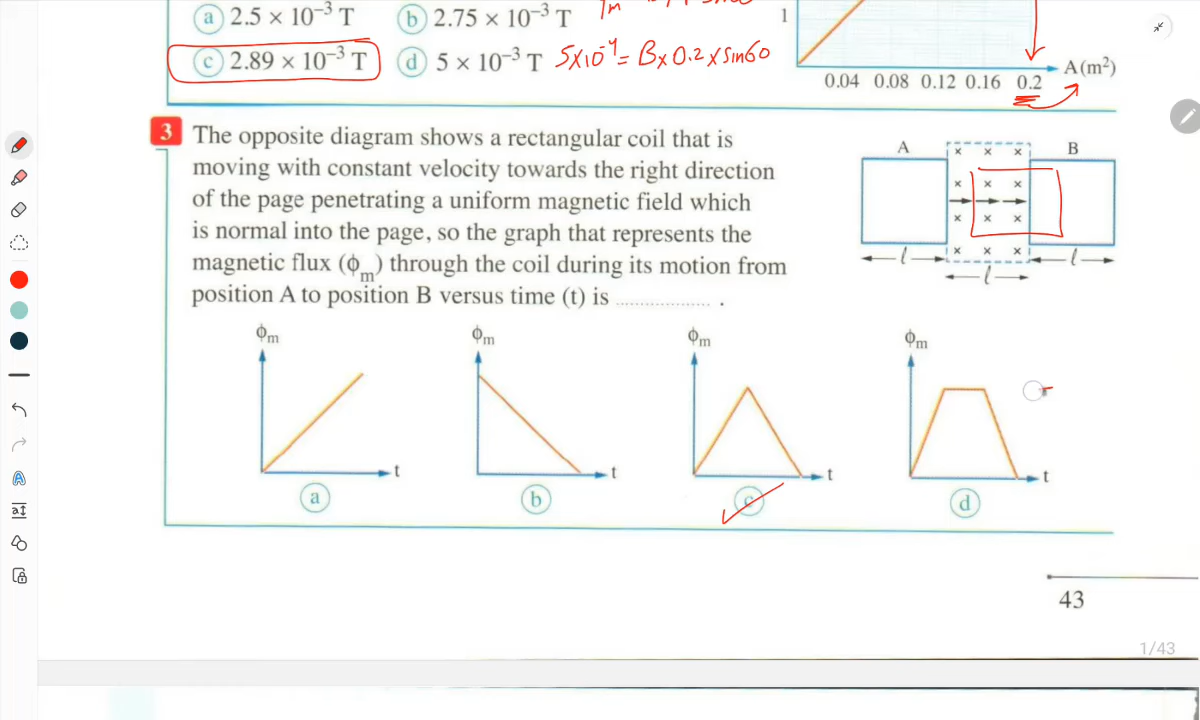 ⓐ 2.5 × 10⁻³ T ⓑ 2.75 × 10⁻³ T
ⓒ 2.89 × 10⁻³ T ⓓ 5 × 10⁻³ T 5×10⁻⁴ = B×0.2×sin60
1
0.04 0.08 0.12 0.16 0.2
A(m²)
3 The opposite diagram shows a rectangular coil that is
moving with constant velocity towards the right direction
of the page penetrating a uniform magnetic field which
is normal into the page, so the graph that represents the
magnetic flux (ϕₘ) through the coil during its motion from
position A to position B versus time (t) is .................. .
A × × × B
× × ×
× × ×
× × ×
l l l
ϕₘ ϕₘ ϕₘ ϕₘ
t t t t
ⓐ ⓑ ⓒ ⓓ
43
1/43